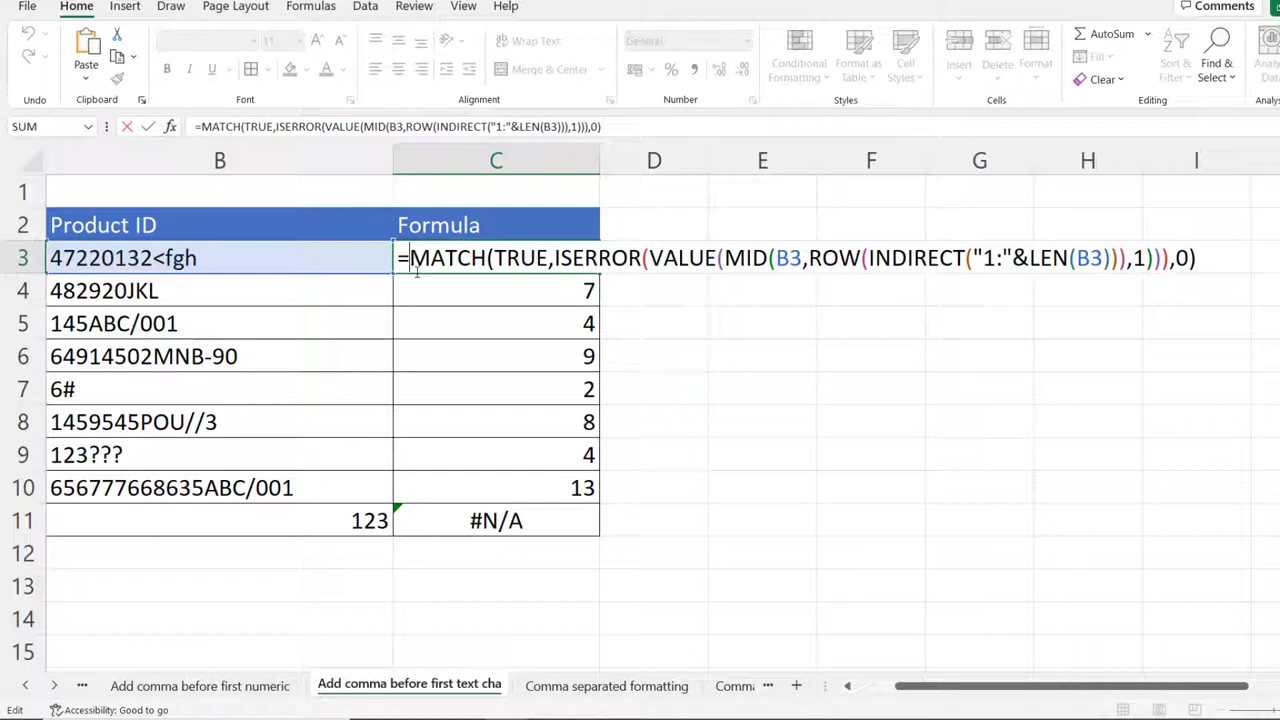 File Home Insert Draw Page Layout Formulas Data Review View Help Comments
11 Wrap Text General AutoSum
Paste Conditional Format as Cell Insert Delete Format Fill Sort & Find &
Merge & Center Formatting Table Styles Clear Filter Select
Undo Clipboard Font Alignment Number Styles Cells Editing Analys
SUM =MATCH(TRUE,ISERROR(VALUE(MID(B3,ROW(INDIRECT("1:"&LEN(B3))),1))),0)
B C D E F G H I
1
2 Product ID Formula
3 47220132<fgh =MATCH(TRUE,ISERROR(VALUE(MID(B3,ROW(INDIRECT("1:"&LEN(B3))),1))),0)
4 482920JKL 7
5 145ABC/001 4
6 64914502MNB-90 9
7 6# 2
8 1459545POU//3 8
9 123??? 4
10 656777668635ABC/001 13
11 123 #N/A
12
13
14
15
Add comma before first numeric Add comma before first text cha Comma separated formatting Comma
Edit Accessibility: Good to go